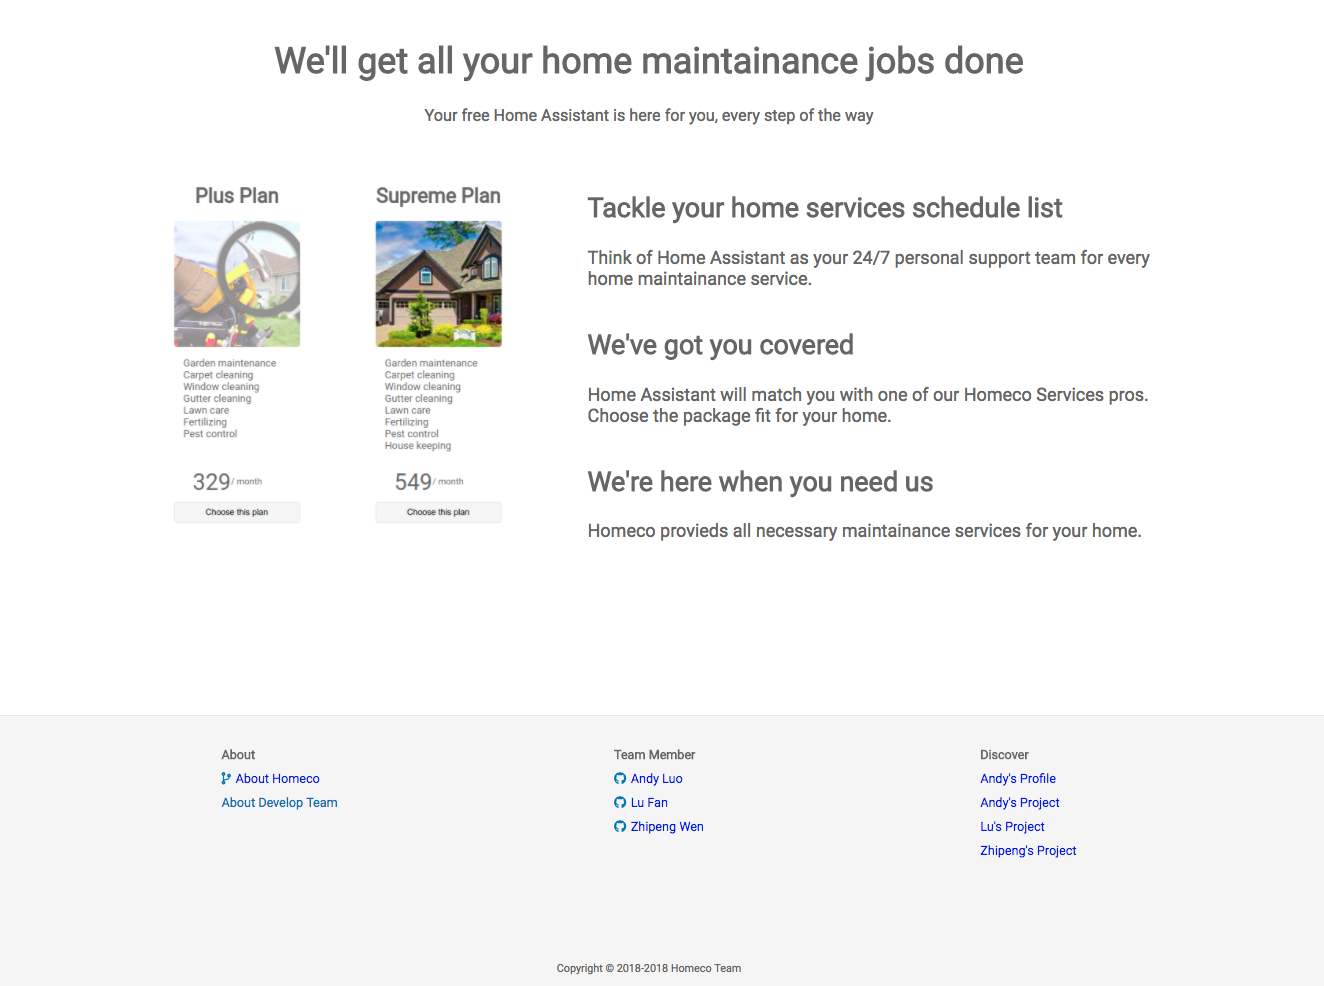 We'll get all your home maintainance jobs done
Your free Home Assistant is here for you, every step of the way
Plus Plan
Garden maintenance
Carpet cleaning
Window cleaning
Gutter cleaning
Lawn care
Fertilizing
Pest control
329/ month
Choose this plan
Supreme Plan
Garden maintenance
Carpet cleaning
Window cleaning
Gutter cleaning
Lawn care
Fertilizing
Pest control
House keeping
549/ month
Choose this plan
Tackle your home services schedule list
Think of Home Assistant as your 24/7 personal support team for every
home maintainance service.
We've got you covered
Home Assistant will match you with one of our Homeco Services pros.
Choose the package fit for your home.
We're here when you need us
Homeco provieds all necessary maintainance services for your home.
About
About Homeco
About Develop Team
Team Member
Andy Luo
Lu Fan
Zhipeng Wen
Discover
Andy's Profile
Andy's Project
Lu's Project
Zhipeng's Project
Copyright © 2018-2018 Homeco Team